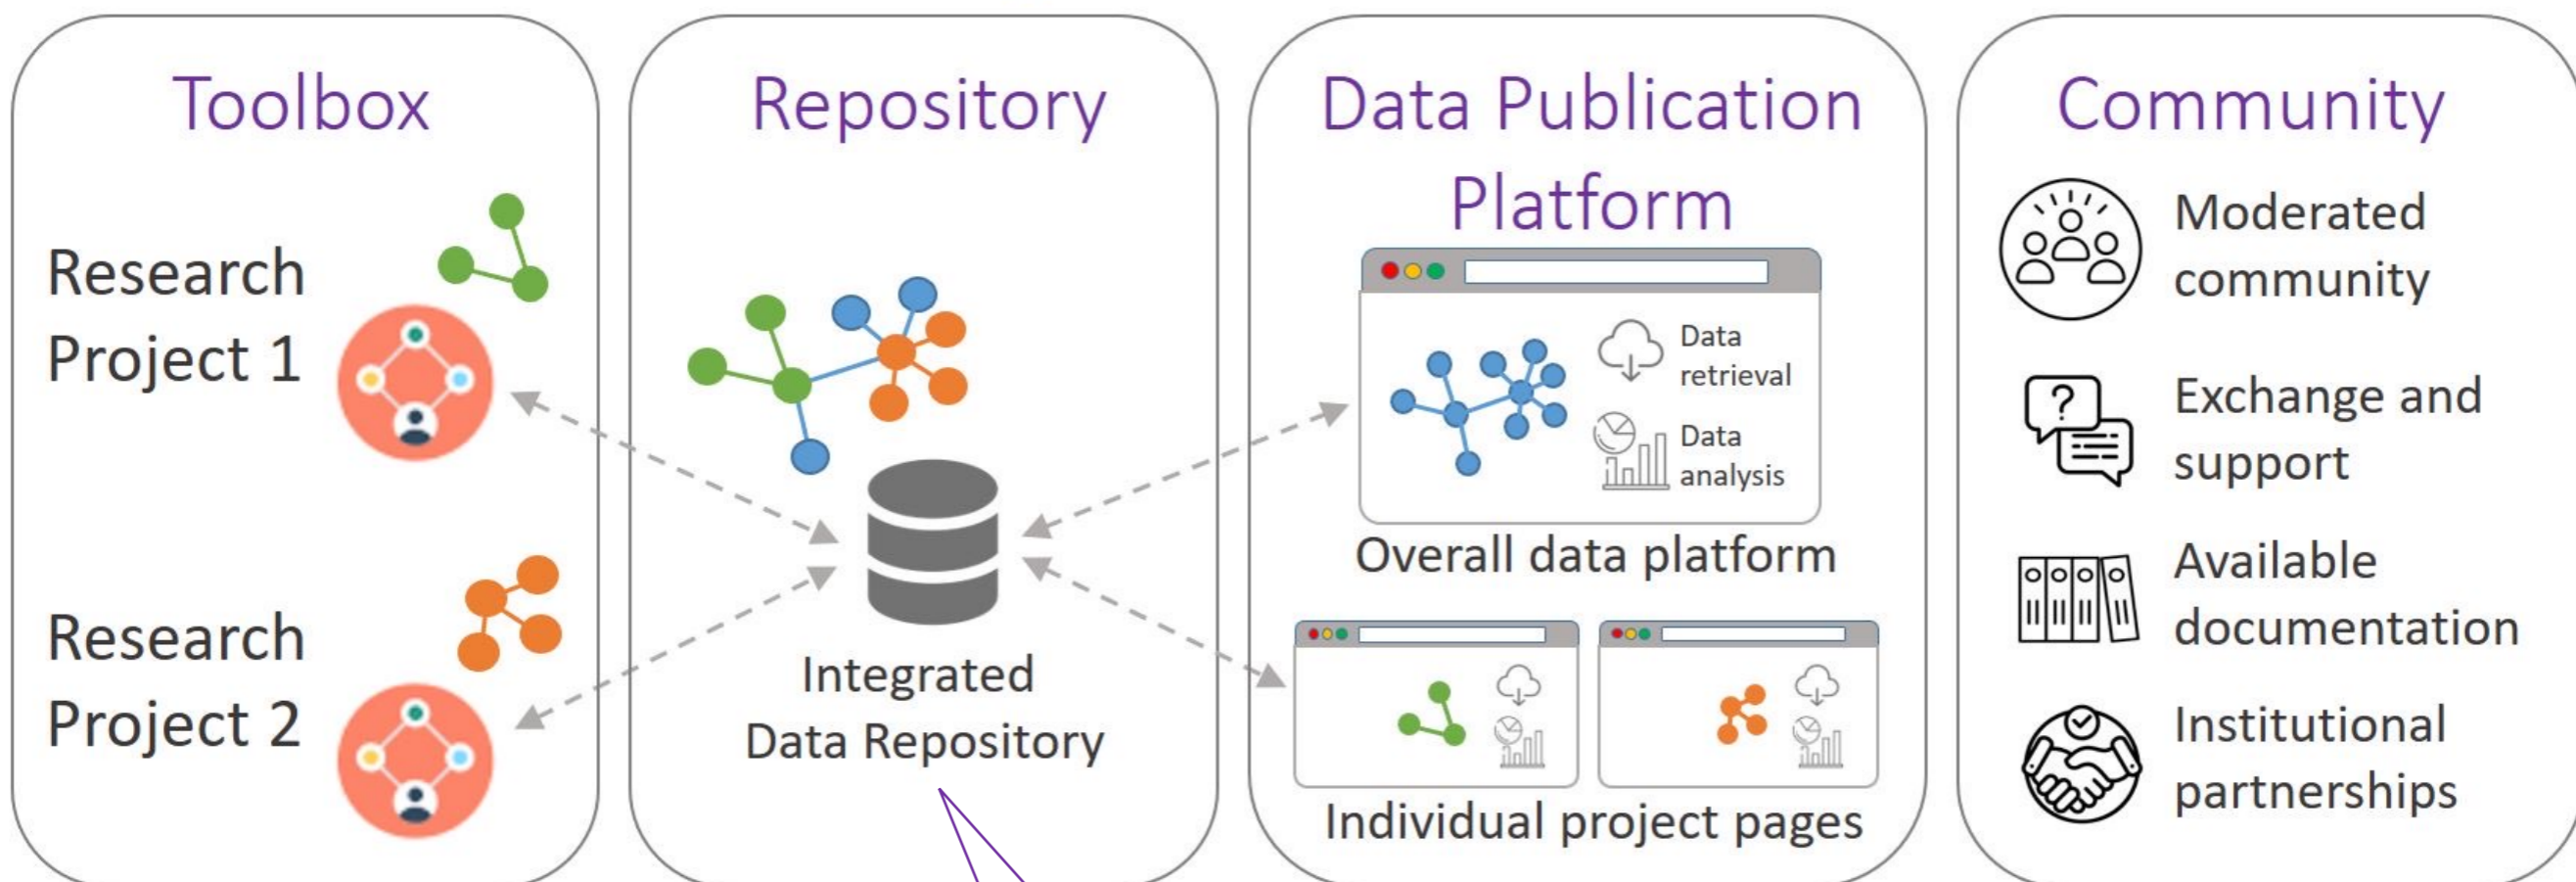 Toolbox
Research
Project 1
Research
Project 2
Repository
Integrated
Data Repository
Data Publication
Platform
Data
retrieval
Data
analysis
Overall data platform
Individual project pages
Community
Moderated
community
?
Exchange and
support
Available
documentation
Institutional
partnerships